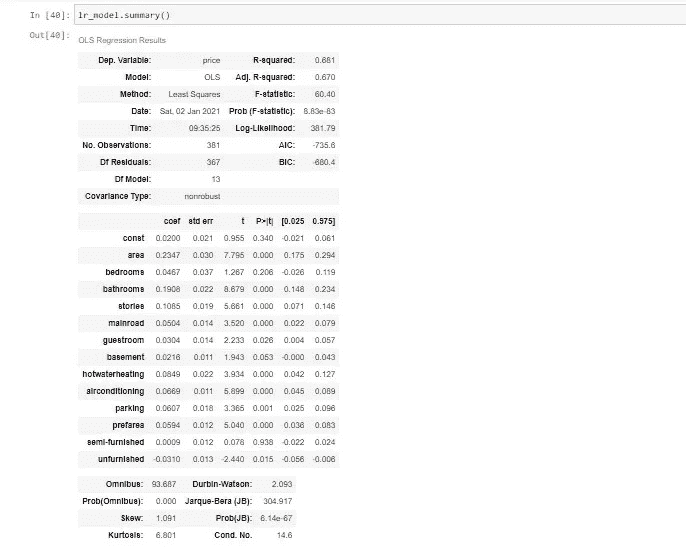 In [40]: lr_model.summary()
Out[40]: OLS Regression Results
Dep. Variable: price R-squared: 0.681
Model: OLS Adj. R-squared: 0.670
Method: Least Squares F-statistic: 60.40
Date: Sat, 02 Jan 2021 Prob (F-statistic): 8.83e-83
Time: 09:35:25 Log-Likelihood: 381.79
No. Observations: 381 AIC: -735.6
Df Residuals: 367 BIC: -680.4
Df Model: 13
Covariance Type: nonrobust
coef std err t P>|t| [0.025 0.975]
const 0.0200 0.021 0.955 0.340 -0.021 0.061
area 0.2347 0.030 7.795 0.000 0.175 0.294
bedrooms 0.0467 0.037 1.267 0.206 -0.026 0.119
bathrooms 0.1908 0.022 8.679 0.000 0.148 0.234
stories 0.1085 0.019 5.661 0.000 0.071 0.146
mainroad 0.0504 0.014 3.520 0.000 0.022 0.079
guestroom 0.0304 0.014 2.233 0.026 0.004 0.057
basement 0.0216 0.011 1.943 0.053 -0.000 0.043
hotwaterheating 0.0849 0.022 3.934 0.000 0.042 0.127
airconditioning 0.0669 0.011 5.899 0.000 0.045 0.089
parking 0.0607 0.018 3.365 0.001 0.025 0.096
prefarea 0.0594 0.012 5.040 0.000 0.036 0.083
semi-furnished 0.0009 0.012 0.078 0.938 -0.022 0.024
unfurnished -0.0310 0.013 -2.440 0.015 -0.056 -0.006
Omnibus: 93.687 Durbin-Watson: 2.093
Prob(Omnibus): 0.000 Jarque-Bera (JB): 304.917
Skew: 1.091 Prob(JB): 6.14e-67
Kurtosis: 6.801 Cond. No. 14.6